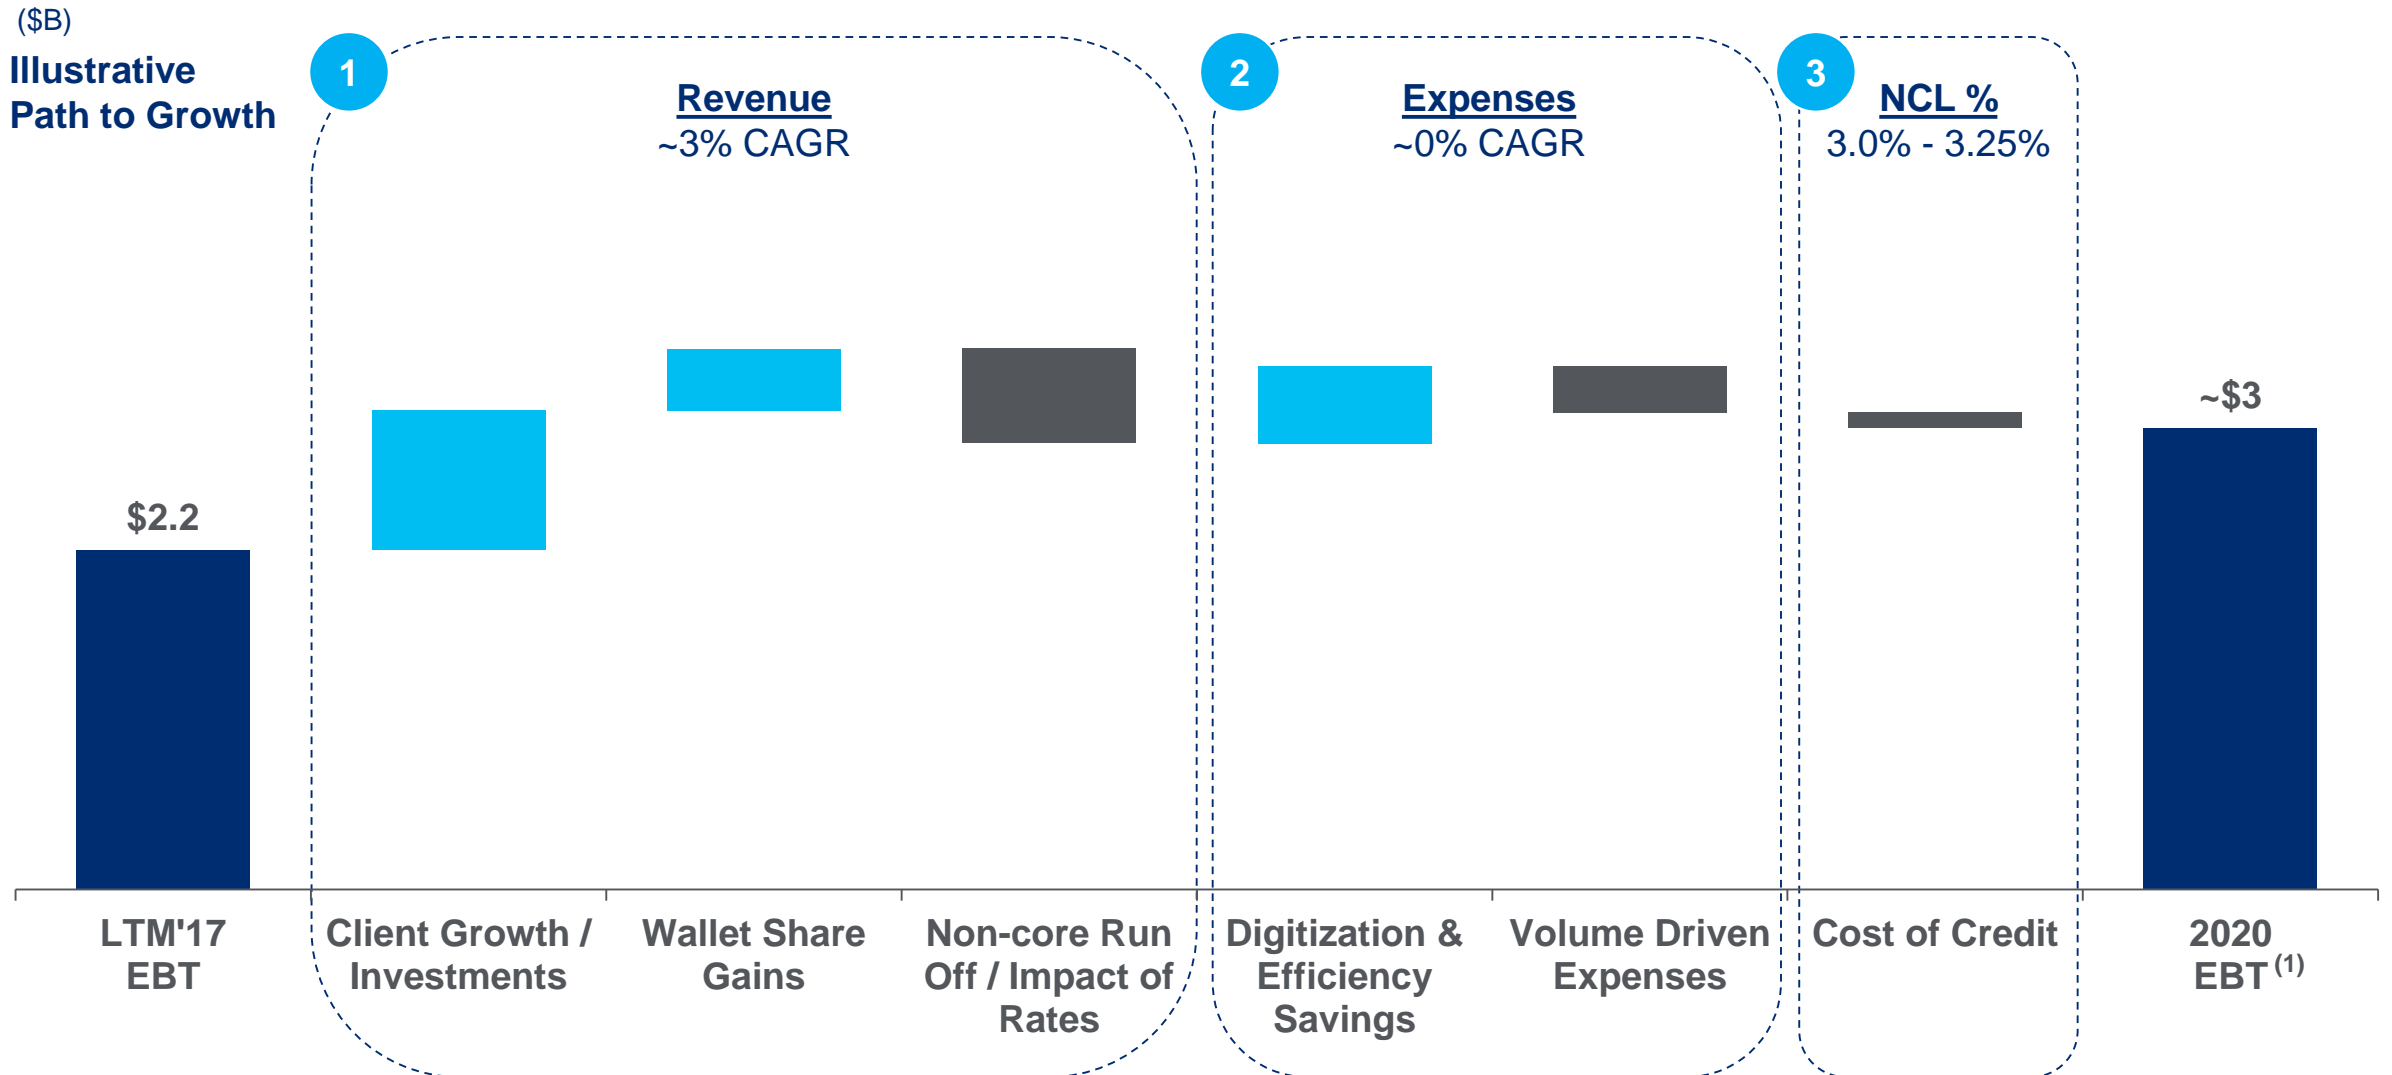 ($B)
Illustrative
Path to Growth
1
Revenue
~3% CAGR
2
Expenses
~0% CAGR
3
NCL %
3.0% - 3.25%
$2.2
~$3
LTM'17
EBT
Client Growth /
Investments
Wallet Share
Gains
Non-core Run
Off / Impact of
Rates
Digitization &
Efficiency
Savings
Volume Driven
Expenses
Cost of Credit
2020
EBT (1)